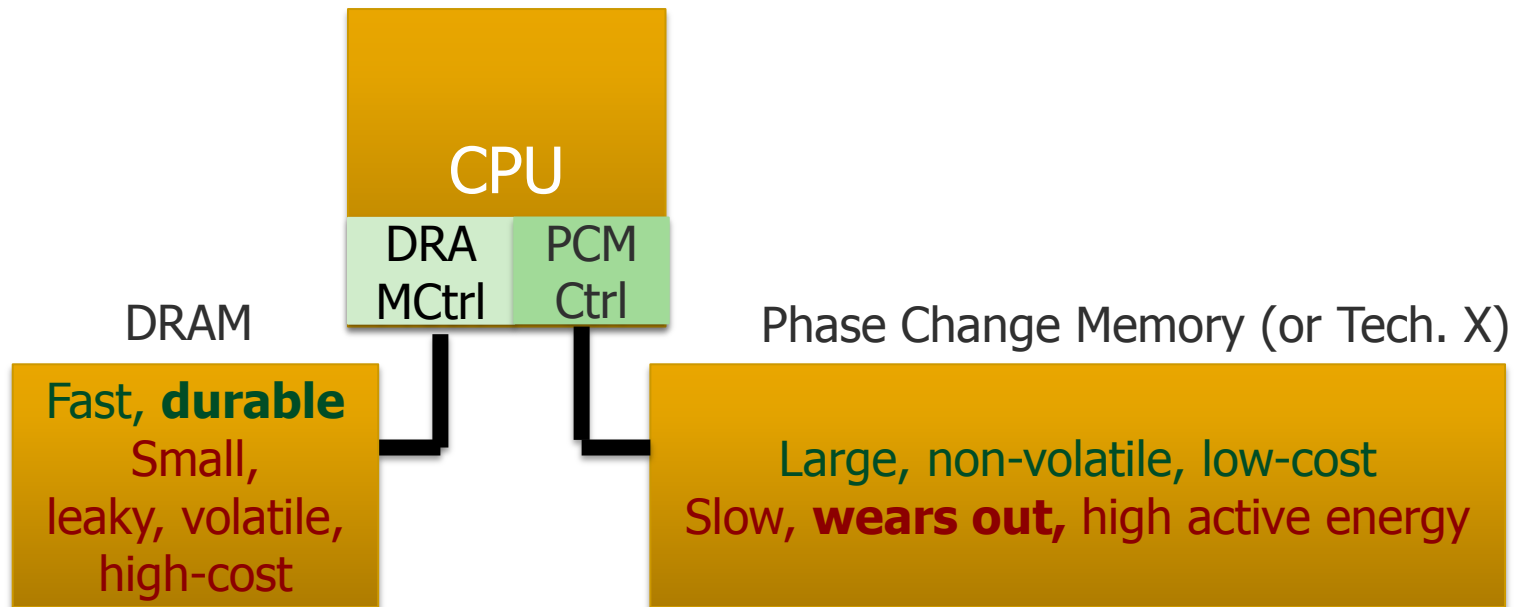 CPU
DRA
MCtrl
PCM
Ctrl
DRAM
Fast, durable
Small,
leaky, volatile,
high-cost
Phase Change Memory (or Tech. X)
Large, non-volatile, low-cost
Slow, wears out, high active energy